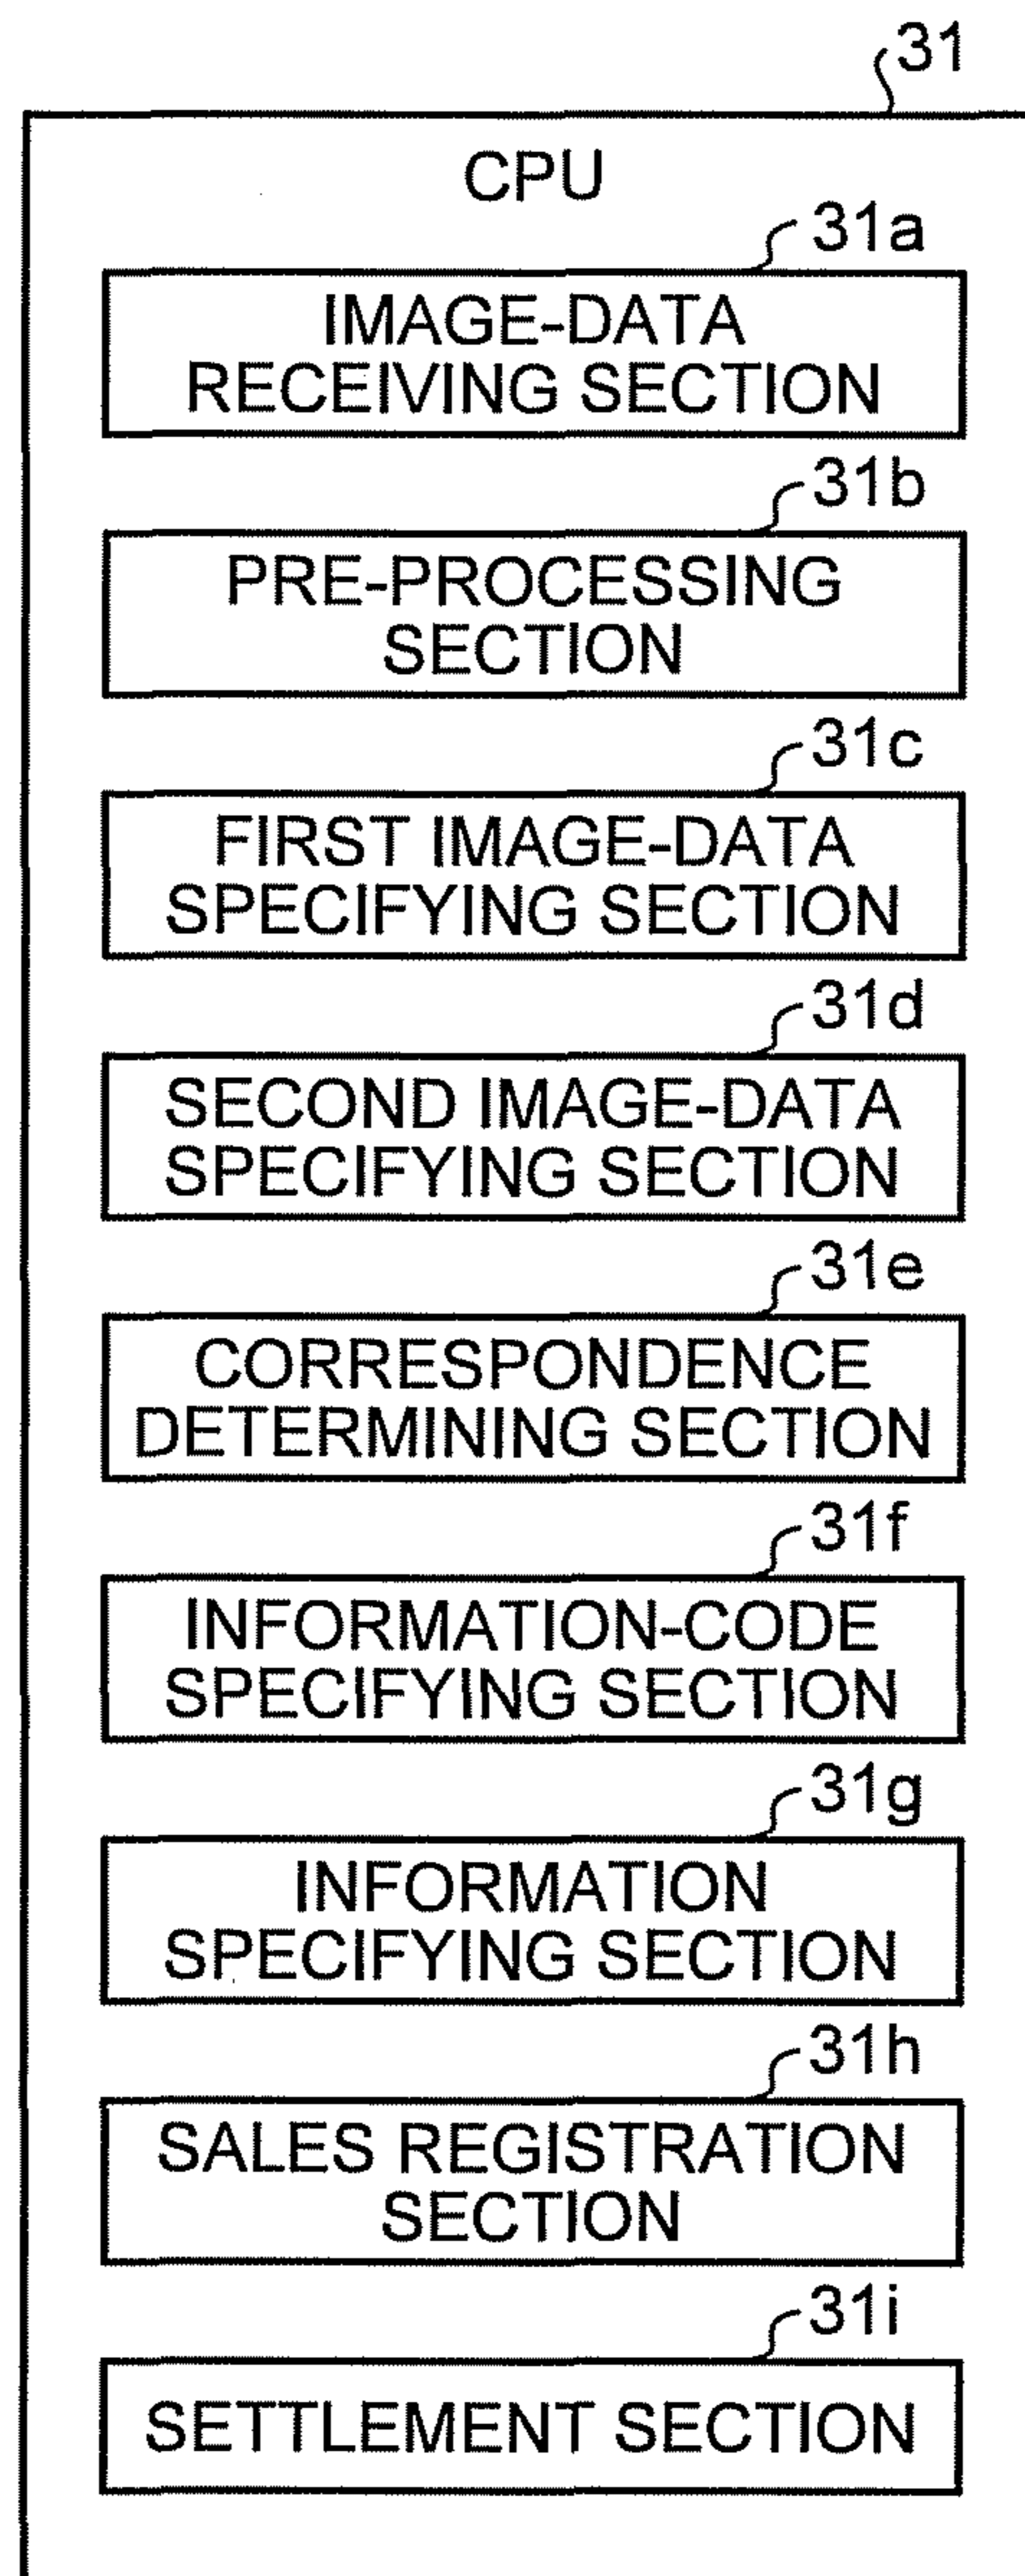 31
CPU
31a
IMAGE-DATA
RECEIVING SECTION
31b
PRE-PROCESSING
SECTION
31c
FIRST IMAGE-DATA
SPECIFYING SECTION
31d
SECOND IMAGE-DATA
SPECIFYING SECTION
31e
CORRESPONDENCE
DETERMINING SECTION
31f
INFORMATION-CODE
SPECIFYING SECTION
31g
INFORMATION
SPECIFYING SECTION
31h
SALES REGISTRATION
SECTION
31i
SETTLEMENT SECTION